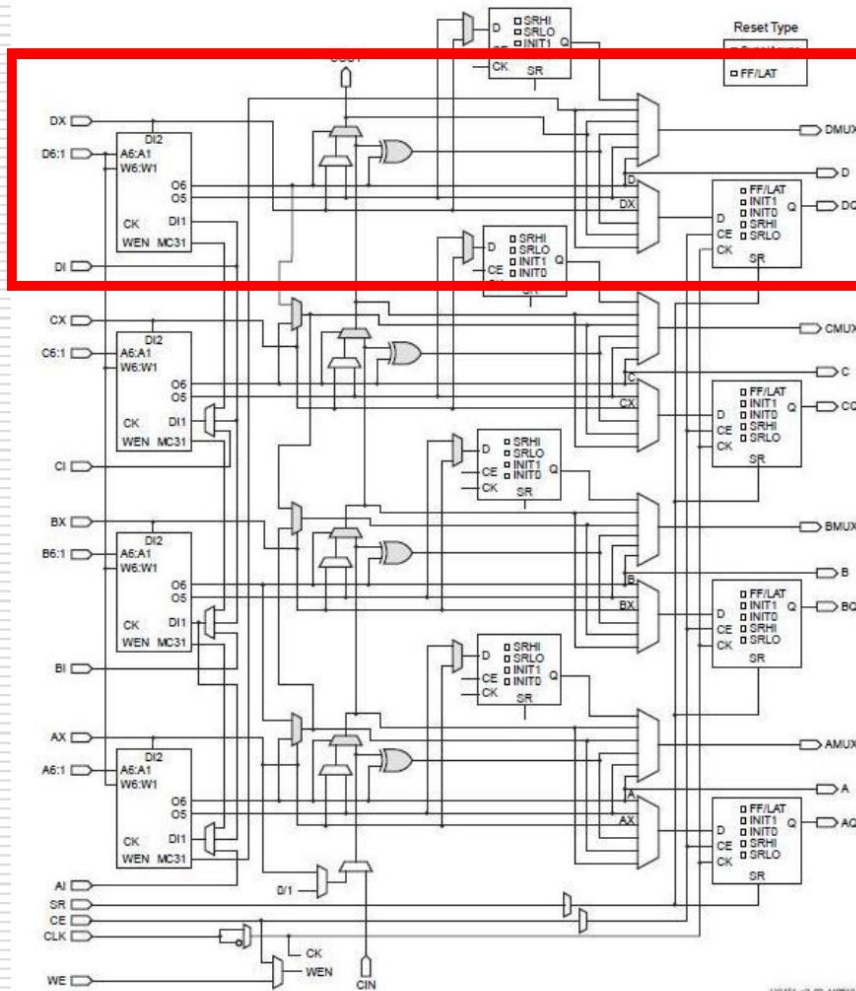 SRHI
SRLO
INIT1
D
Q
CK
SR
Reset Type
FF/LAT
DX
D6:1
DI2
A6:A1
W6:W1
O6
O5
CK DI1
WEN MC31
DI
DMUX
D
D
DX
FF/LAT
INIT1
INIT0
SRHI
SRLO
D
CE
CK
Q
SR
DQ
SRHI
SRLO
INIT1
INIT0
D
Q
CE
CX
C6:1
DI2
A6:A1
W6:W1
O6
O5
CK DI1
WEN MC31
CI
CMUX
C
C
CX
FF/LAT
INIT1
INIT0
SRHI
SRLO
D
CE
CK
Q
SR
CQ
SRHI
SRLO
INIT1
INIT0
D
CE
CK
Q
SR
BX
B6:1
DI2
A6:A1
W6:W1
O6
O5
CK DI1
WEN MC31
BI
BMUX
B
B
BX
FF/LAT
INIT1
INIT0
SRHI
SRLO
D
CE
CK
Q
SR
BQ
SRHI
SRLO
INIT1
INIT0
D
CE
CK
Q
SR
AX
A6:1
DI2
A6:A1
W6:W1
O6
O5
CK DI1
WEN MC31
AMUX
A
A
AX
FF/LAT
INIT1
INIT0
SRHI
SRLO
D
CE
CK
Q
SR
AQ
AI
0/1
SR
CE
CLK
CK
WEN
WE
CIN